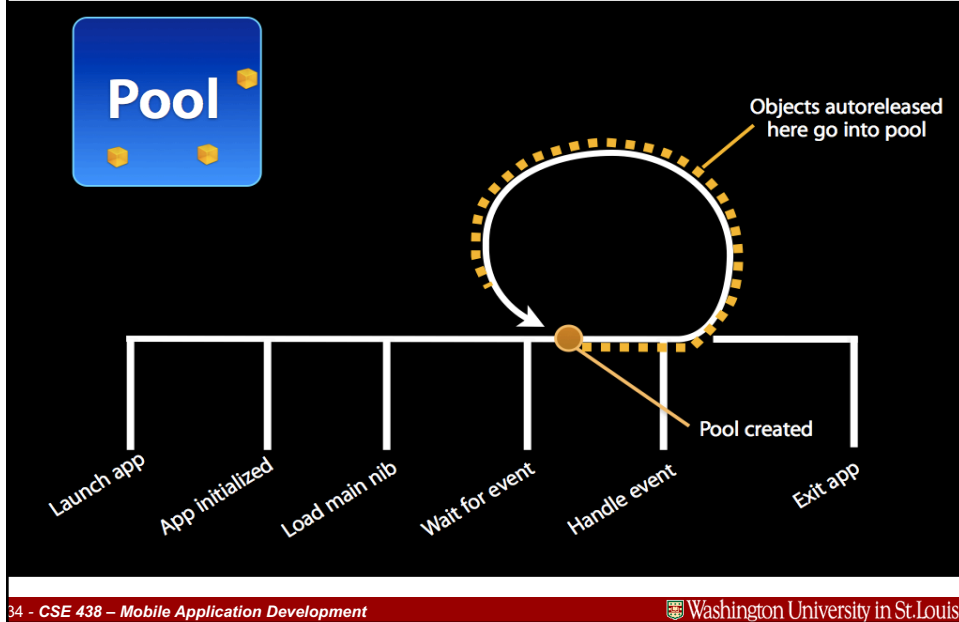 Pool
Objects autoreleased
here go into pool
Pool created
Launch app
App initialized
Load main nib
Wait for event
Handle event
Exit app
34 - CSE 438 – Mobile Application Development
Washington University in St.Louis